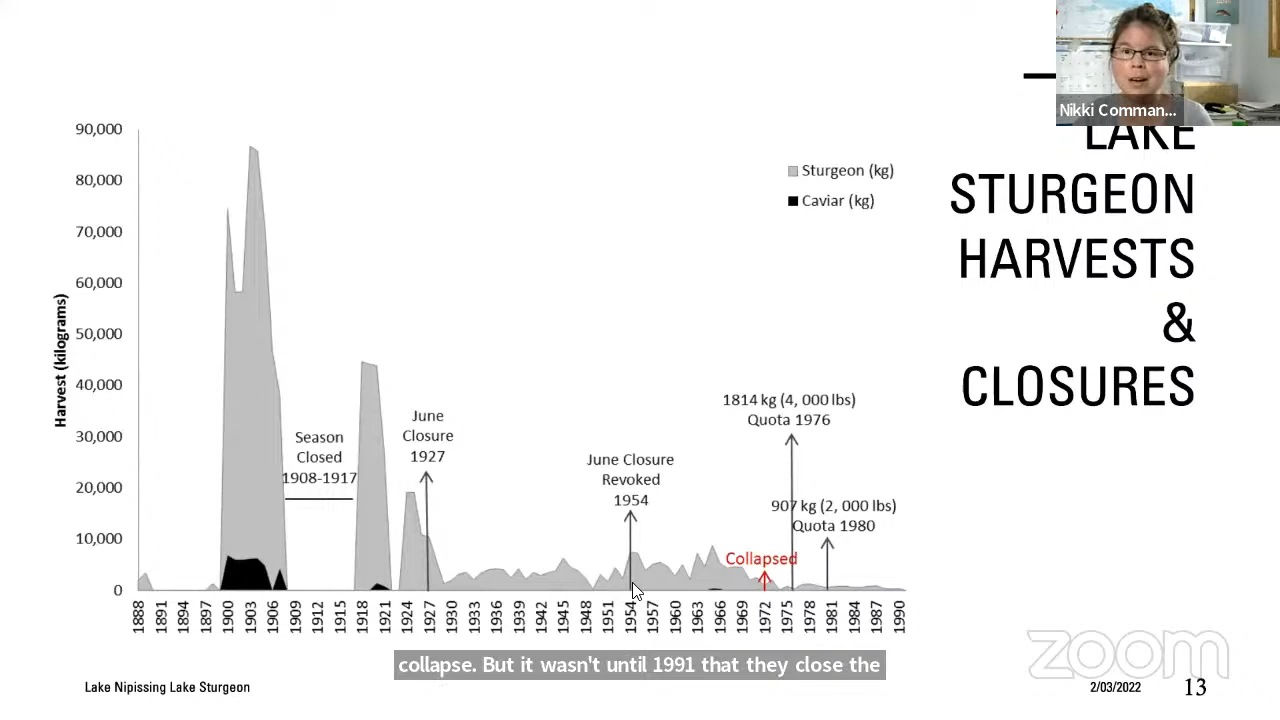 Nikki Comman...
LAKE
STURGEON
HARVESTS
&
CLOSURES
Harvest (kilograms)
90,000
80,000
70,000
60,000
50,000
40,000
30,000
20,000
10,000
0
Sturgeon (kg)
Caviar (kg)
Season
Closed
1908-1917
June
Closure
1927
June Closure
Revoked
1954
Collapsed
1814 kg (4, 000 lbs)
Quota 1976
907 kg (2, 000 lbs)
Quota 1980
1888 1891 1894 1897 1900 1903 1906 1909 1912 1915 1918 1921 1924 1927 1930 1933 1936 1939 1942 1945 1948 1951 1954 1957 1960 1963 1966 1969 1972 1975 1978 1981 1984 1987 1990
collapse. But it wasn't until 1991 that they close the
zoom
Lake Nipissing Lake Sturgeon
2/03/2022
13